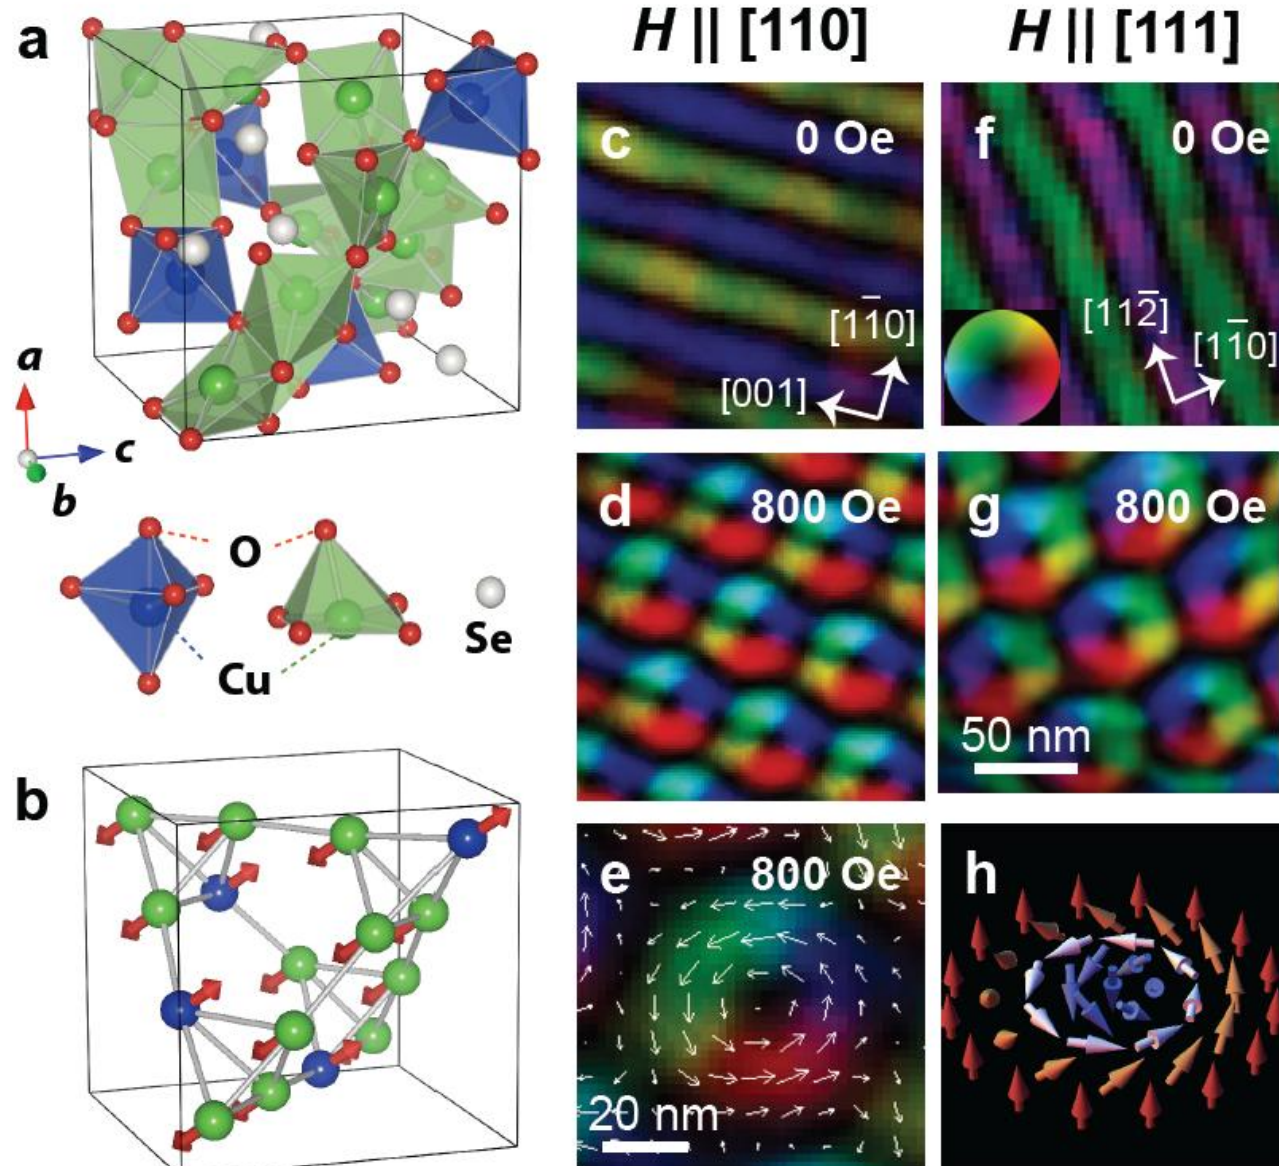 a
a
c
b
O
Cu
Se
b
H || [110]
H || [111]
c
0 Oe
[11̅0]
[001]
f
0 Oe
[112̅]
[11̅0]
d
800 Oe
g
800 Oe
50 nm
e
800 Oe
20 nm
h